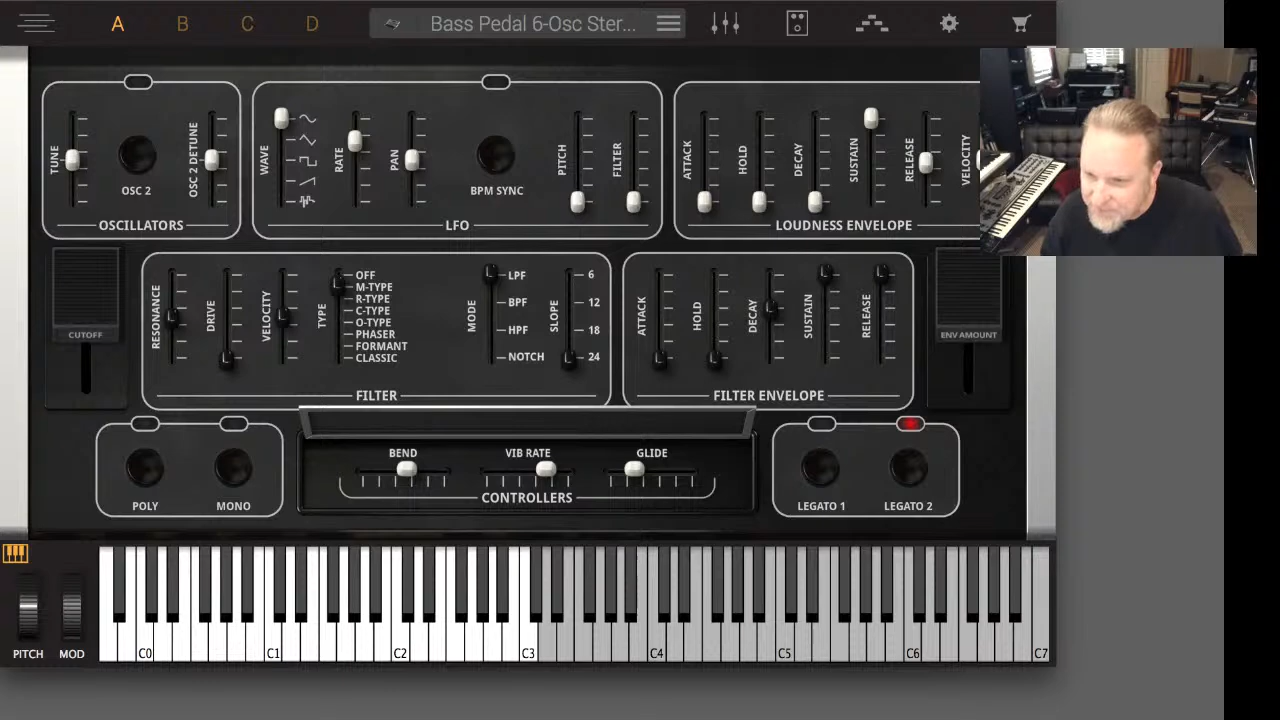 A B C D Bass Pedal 6-Osc Ster...
TUNE OSC 2 OSC 2 DETUNE
OSCILLATORS
WAVE RATE PAN BPM SYNC PITCH FILTER
LFO
ATTACK HOLD DECAY SUSTAIN RELEASE VELOCITY
LOUDNESS ENVELOPE
CUTOFF
RESONANCE DRIVE VELOCITY TYPE
OFF
M-TYPE
R-TYPE
C-TYPE
O-TYPE
PHASER
FORMANT
CLASSIC
MODE
LPF
BPF
HPF
NOTCH
SLOPE
6
12
18
24
FILTER
ATTACK HOLD DECAY SUSTAIN RELEASE
FILTER ENVELOPE
ENV AMOUNT
POLY MONO
BEND VIB RATE GLIDE
CONTROLLERS
LEGATO 1 LEGATO 2
PITCH MOD
C0 C1 C2 C3 C4 C5 C6 C7